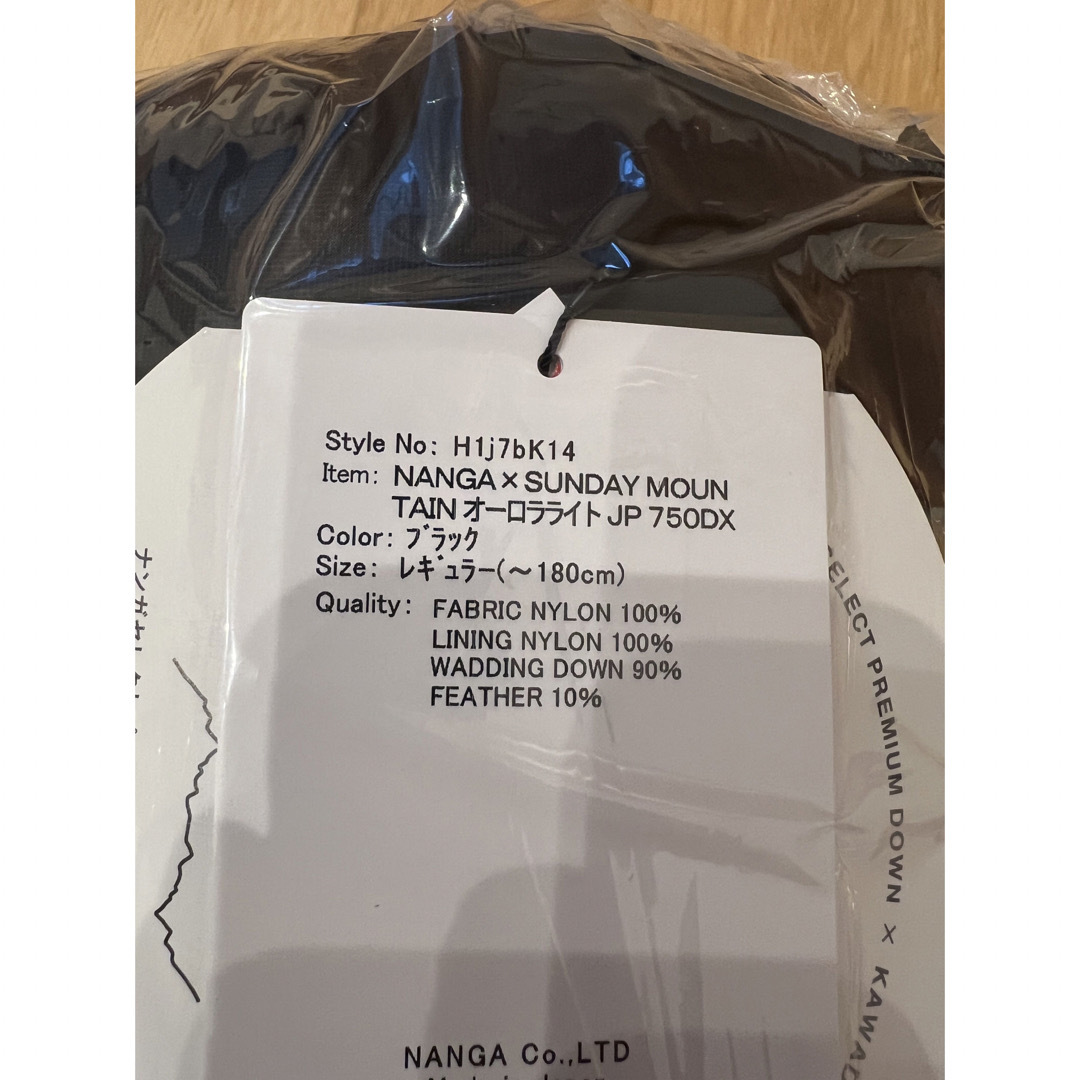 Style No: H1j7bK14
Item: NANGA×SUNDAY MOUN
TAIN オーロラライト JP 750DX
Color: ブラック
Size: レギュラー(～180cm)
Quality: FABRIC NYLON 100%
LINING NYLON 100%
WADDING DOWN 90%
FEATHER 10%
NANGA Co.,LTD
SELECT PREMIUM DOWN × KAWAD